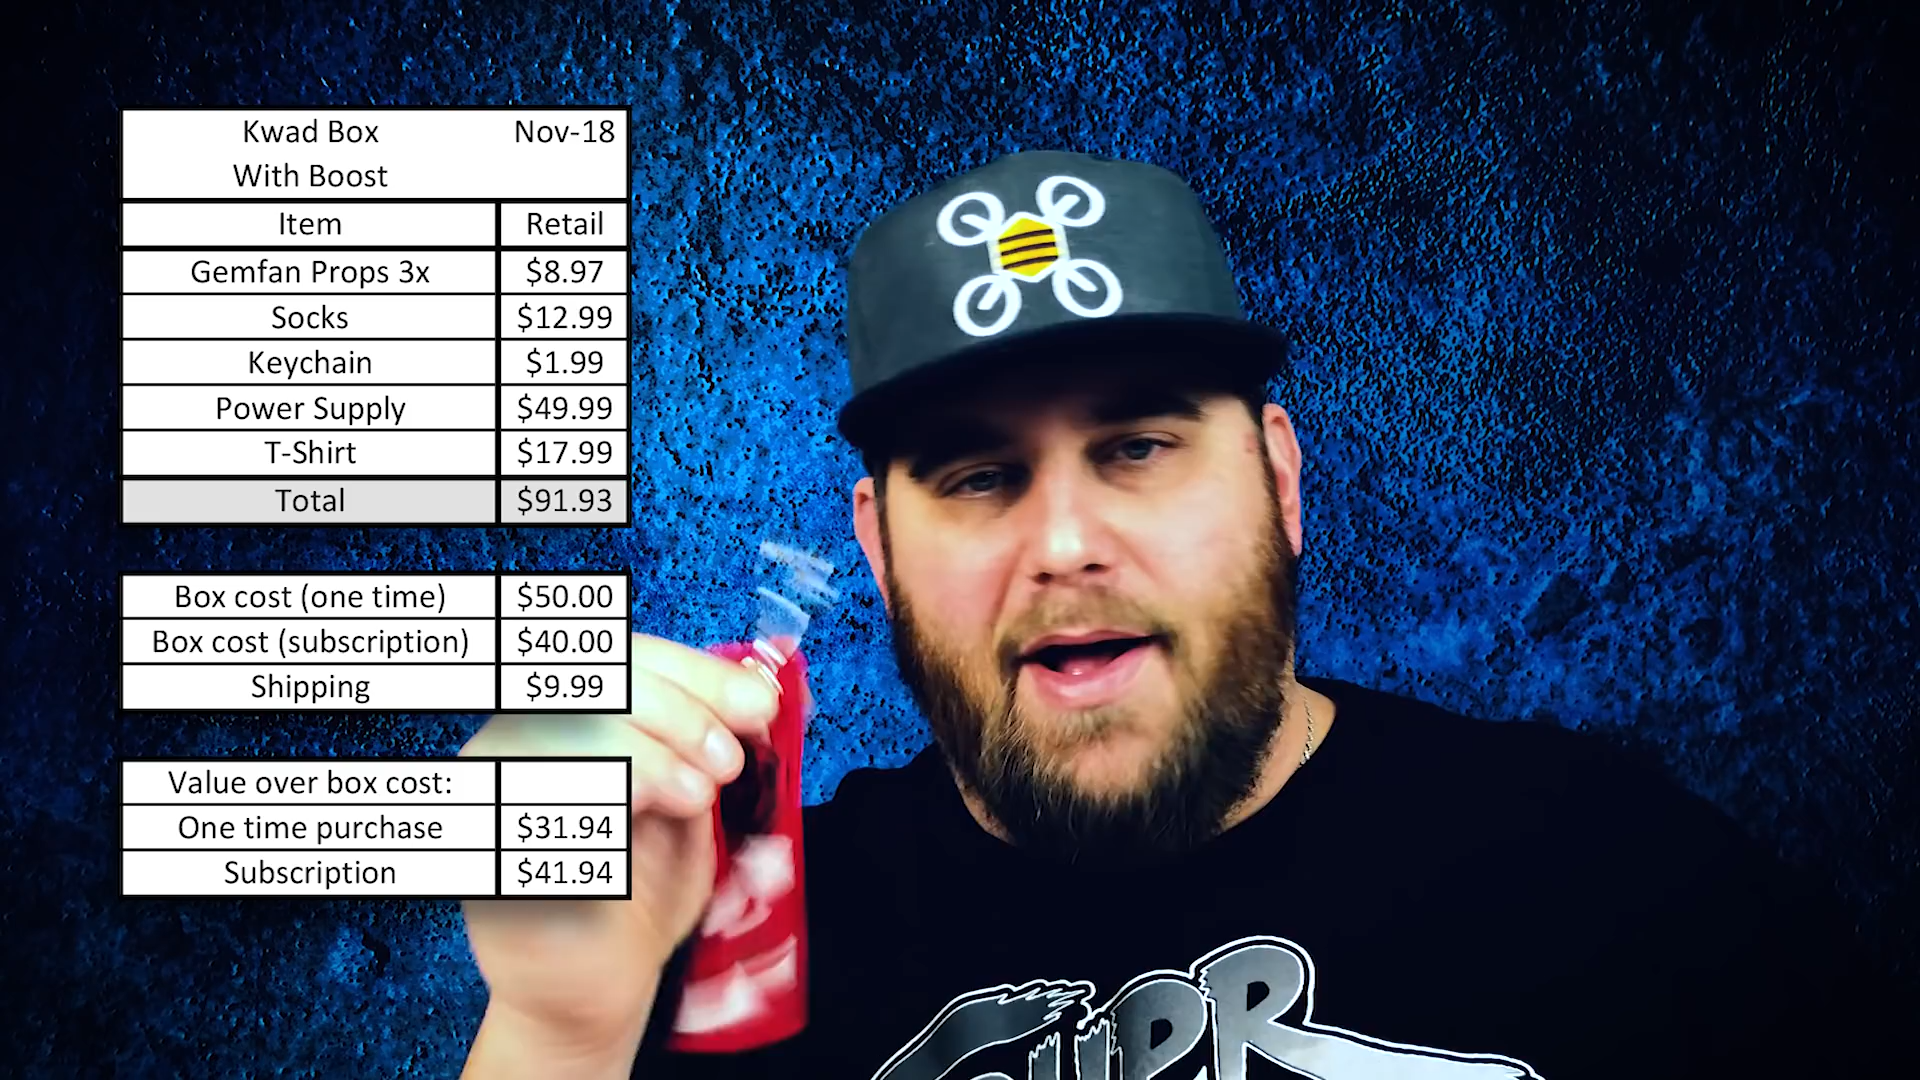 Kwad Box Nov-18
With Boost
Item Retail
Gemfan Props 3x $8.97
Socks $12.99
Keychain $1.99
Power Supply $49.99
T-Shirt $17.99
Total $91.93
Box cost (one time) $50.00
Box cost (subscription) $40.00
Shipping $9.99
Value over box cost:
One time purchase $31.94
Subscription $41.94